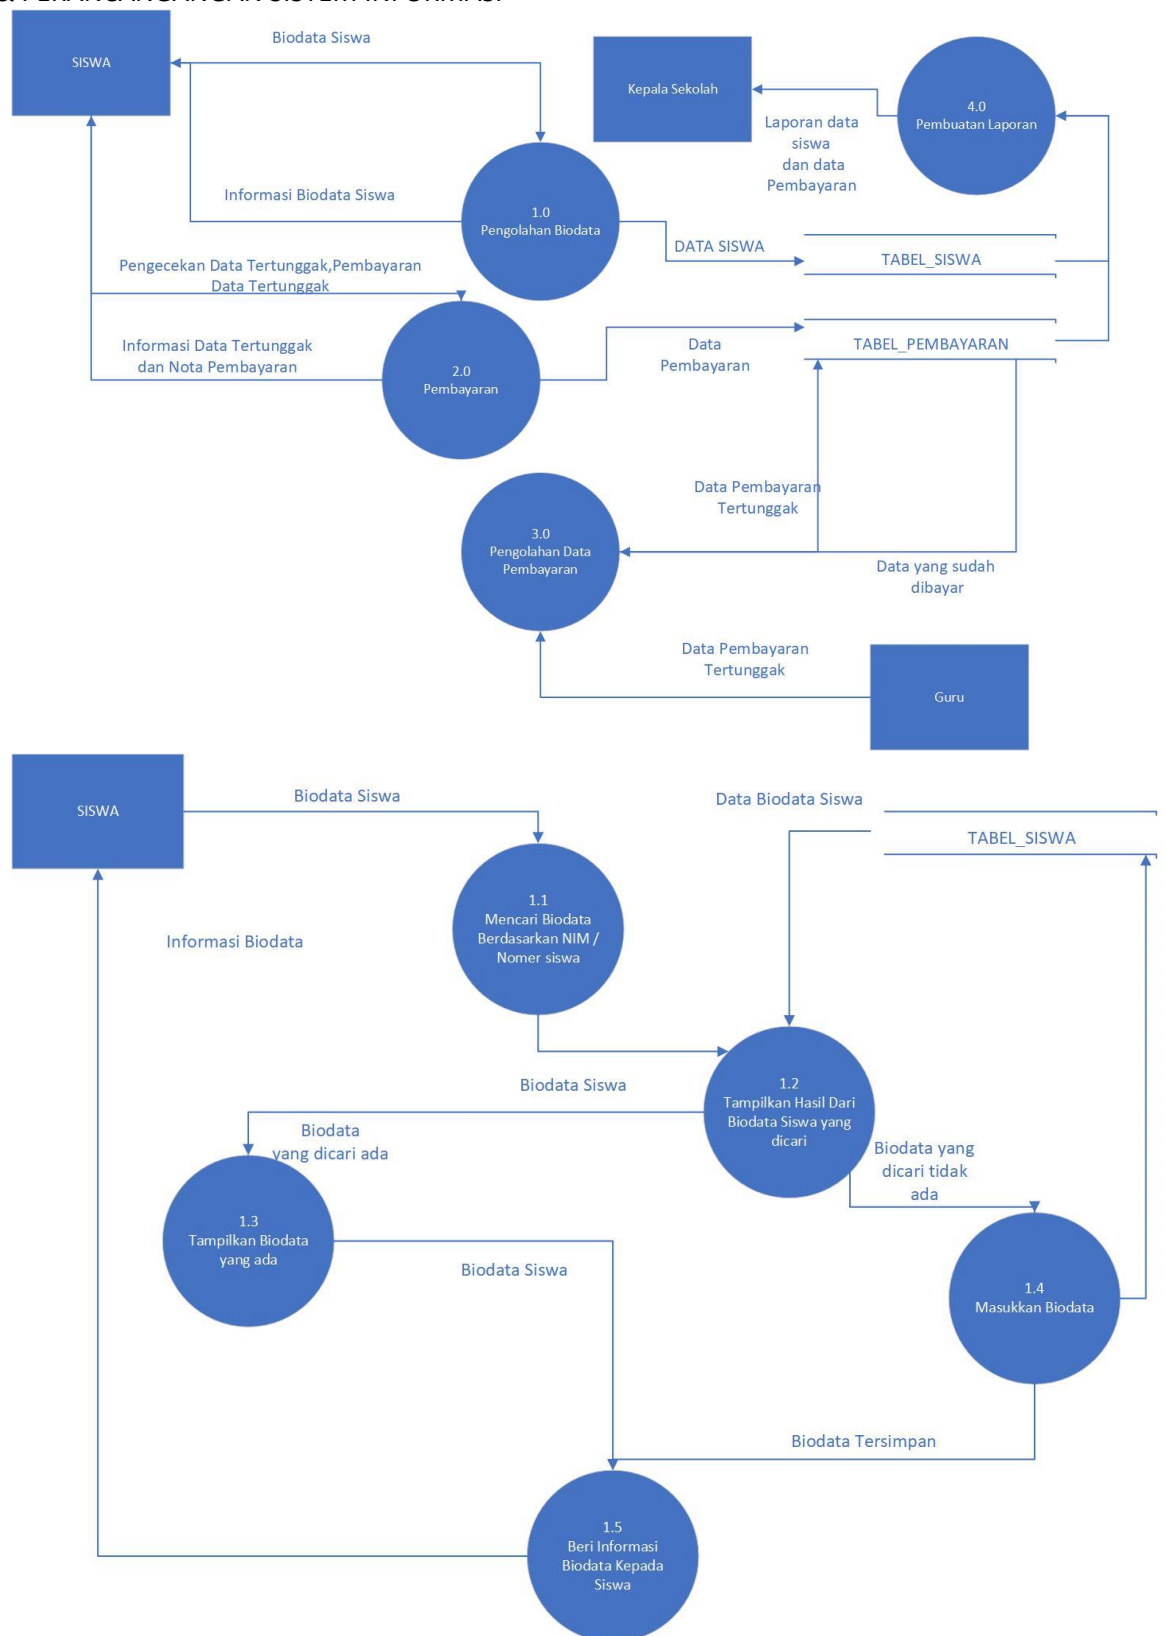 & PERANCANGANGAN SISTEM INFORMASI
Biodata Siswa
SISWA
Kepala Sekolah
4.0
Pembuatan Laporan
Laporan data
siswa
dan data
Pembayaran
Informasi Biodata Siswa
1.0
Pengolahan Biodata
DATA SISWA
TABEL_SISWA
Pengecekan Data Tertunggak,Pembayaran
Data Tertunggak
Informasi Data Tertunggak
dan Nota Pembayaran
2.0
Pembayaran
Data
Pembayaran
TABEL_PEMBAYARAN
Data Pembayaran
Tertunggak
3.0
Pengolahan Data
Pembayaran
Data yang sudah
dibayar
Data Pembayaran
Tertunggak
Guru
SISWA
Biodata Siswa
Data Biodata Siswa
TABEL_SISWA
1.1
Mencari Biodata
Berdasarkan NIM /
Nomer siswa
Informasi Biodata
Biodata Siswa
1.2
Tampilkan Hasil Dari
Biodata Siswa yang
dicari
Biodata
yang dicari ada
Biodata yang
dicari tidak
ada
1.3
Tampilkan Biodata
yang ada
Biodata Siswa
1.4
Masukkan Biodata
Biodata Tersimpan
1.5
Beri Informasi
Biodata Kepada
Siswa